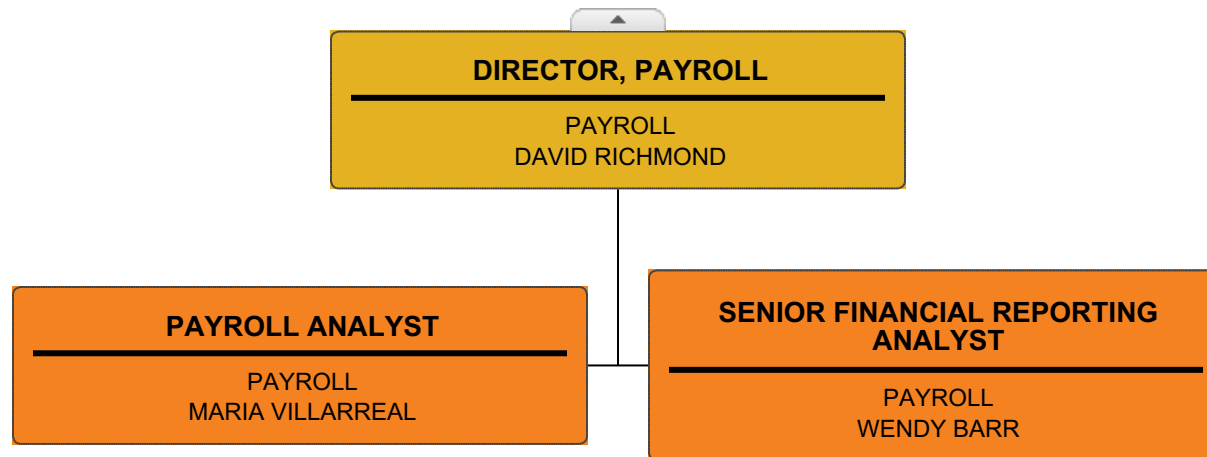 DIRECTOR, PAYROLL
PAYROLL
DAVID RICHMOND
PAYROLL ANALYST
PAYROLL
MARIA VILLARREAL
SENIOR FINANCIAL REPORTING
ANALYST
PAYROLL
WENDY BARR